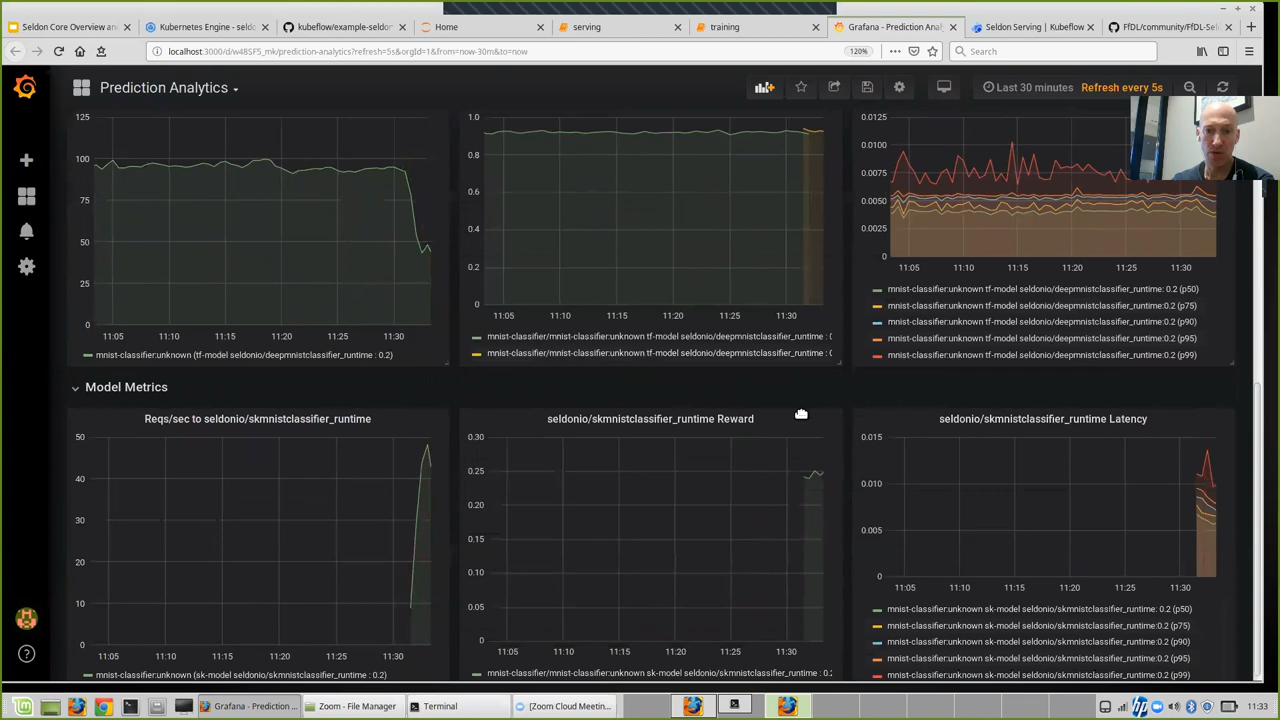 Seldon Core Overview an
Kubernetes Engine - seldo
kubeflow/example-seldon
Home
serving
training
Grafana - Prediction Anal
Seldon Serving | Kubeflow
FfDL/community/FfDL-Sel
localhost:3000/d/w48SF5_mk/prediction-analytics?refresh=5s&orgId=1&from=now-30m&to=now
120%
Search
Prediction Analytics
Last 30 minutes
Refresh every 5s
125
100
75
50
25
0
11:05 11:10 11:15 11:20 11:25 11:30
mnist-classifier:unknown (tf-model seldonio/deepmnistclassifier_runtime : 0.2)
1.0
0.8
0.6
0.4
0.2
0
11:05 11:10 11:15 11:20 11:25 11:30
mnist-classifier/mnist-classifier:unknown tf-model seldonio/deepmnistclassifier_runtime : 0
mnist-classifier/mnist-classifier:unknown tf-model seldonio/deepmnistclassifier_runtime : 0
0.0125
0.0100
0.0075
0.0050
0.0025
0
11:05 11:10 11:15 11:20 11:25 11:30
mnist-classifier:unknown tf-model seldonio/deepmnistclassifier_runtime: 0.2 (p50)
mnist-classifier:unknown tf-model seldonio/deepmnistclassifier_runtime:0.2 (p75)
mnist-classifier:unknown tf-model seldonio/deepmnistclassifier_runtime:0.2 (p90)
mnist-classifier:unknown tf-model seldonio/deepmnistclassifier_runtime:0.2 (p95)
mnist-classifier:unknown tf-model seldonio/deepmnistclassifier_runtime:0.2 (p99)
Model Metrics
Reqs/sec to seldonio/skmnistclassifier_runtime
50
40
30
20
10
0
11:05 11:10 11:15 11:20 11:25 11:30
mnist-classifier:unknown (sk-model seldonio/skmnistclassifier_runtime : 0.2)
seldonio/skmnistclassifier_runtime Reward
0.30
0.25
0.20
0.15
0.10
0.05
0
11:05 11:10 11:15 11:20 11:25 11:30
mnist-classifier/mnist-classifier:unknown sk-model seldonio/skmnistclassifier_runtime : 0.2
seldonio/skmnistclassifier_runtime Latency
0.015
0.010
0.005
0
11:05 11:10 11:15 11:20 11:25 11:30
mnist-classifier:unknown sk-model seldonio/skmnistclassifier_runtime: 0.2 (p50)
mnist-classifier:unknown sk-model seldonio/skmnistclassifier_runtime:0.2 (p75)
mnist-classifier:unknown sk-model seldonio/skmnistclassifier_runtime:0.2 (p90)
mnist-classifier:unknown sk-model seldonio/skmnistclassifier_runtime:0.2 (p95)
mnist-classifier:unknown sk-model seldonio/skmnistclassifier_runtime:0.2 (p99)
Grafana - Prediction ...
Zoom - File Manager
Terminal
[Zoom Cloud Meetin...
11:33